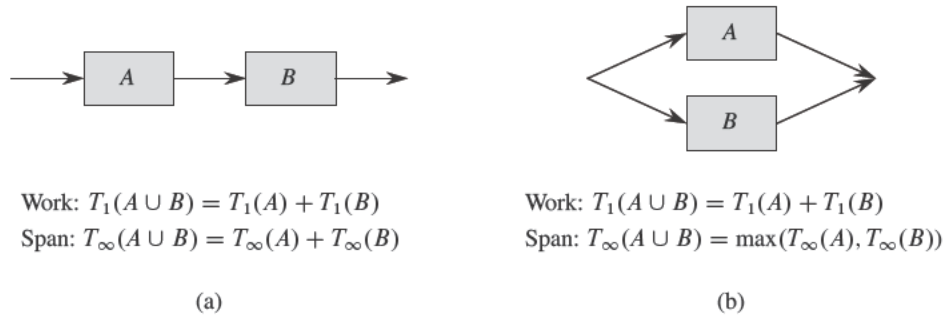 A
B
Work: T₁(A ∪ B) = T₁(A) + T₁(B)
Span: T∞(A ∪ B) = T∞(A) + T∞(B)
(a)
A
B
Work: T₁(A ∪ B) = T₁(A) + T₁(B)
Span: T∞(A ∪ B) = max(T∞(A), T∞(B))
(b)